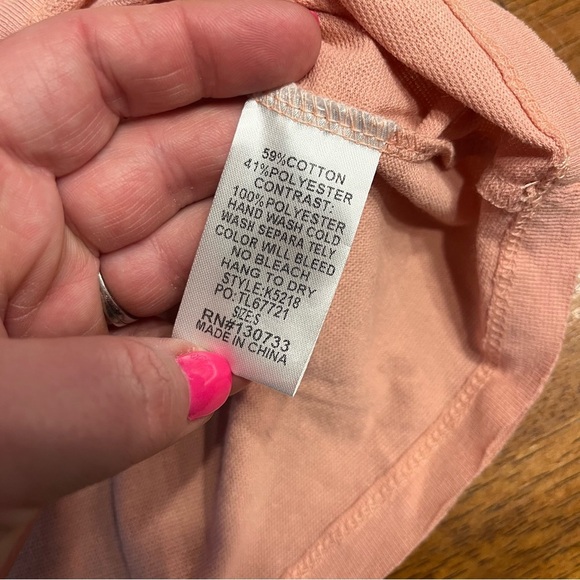 59%COTTON
41%POLYESTER
CONTRAST:
100%POLYESTER
HAND WASH COLD
WASH SEPARA TELY
COLOR WILL BLEED
NO BLEACH
HANG TO DRY
STYLE:K5218
PO:TL67721
SIZE:S
RN#130733
MADE IN CHINA